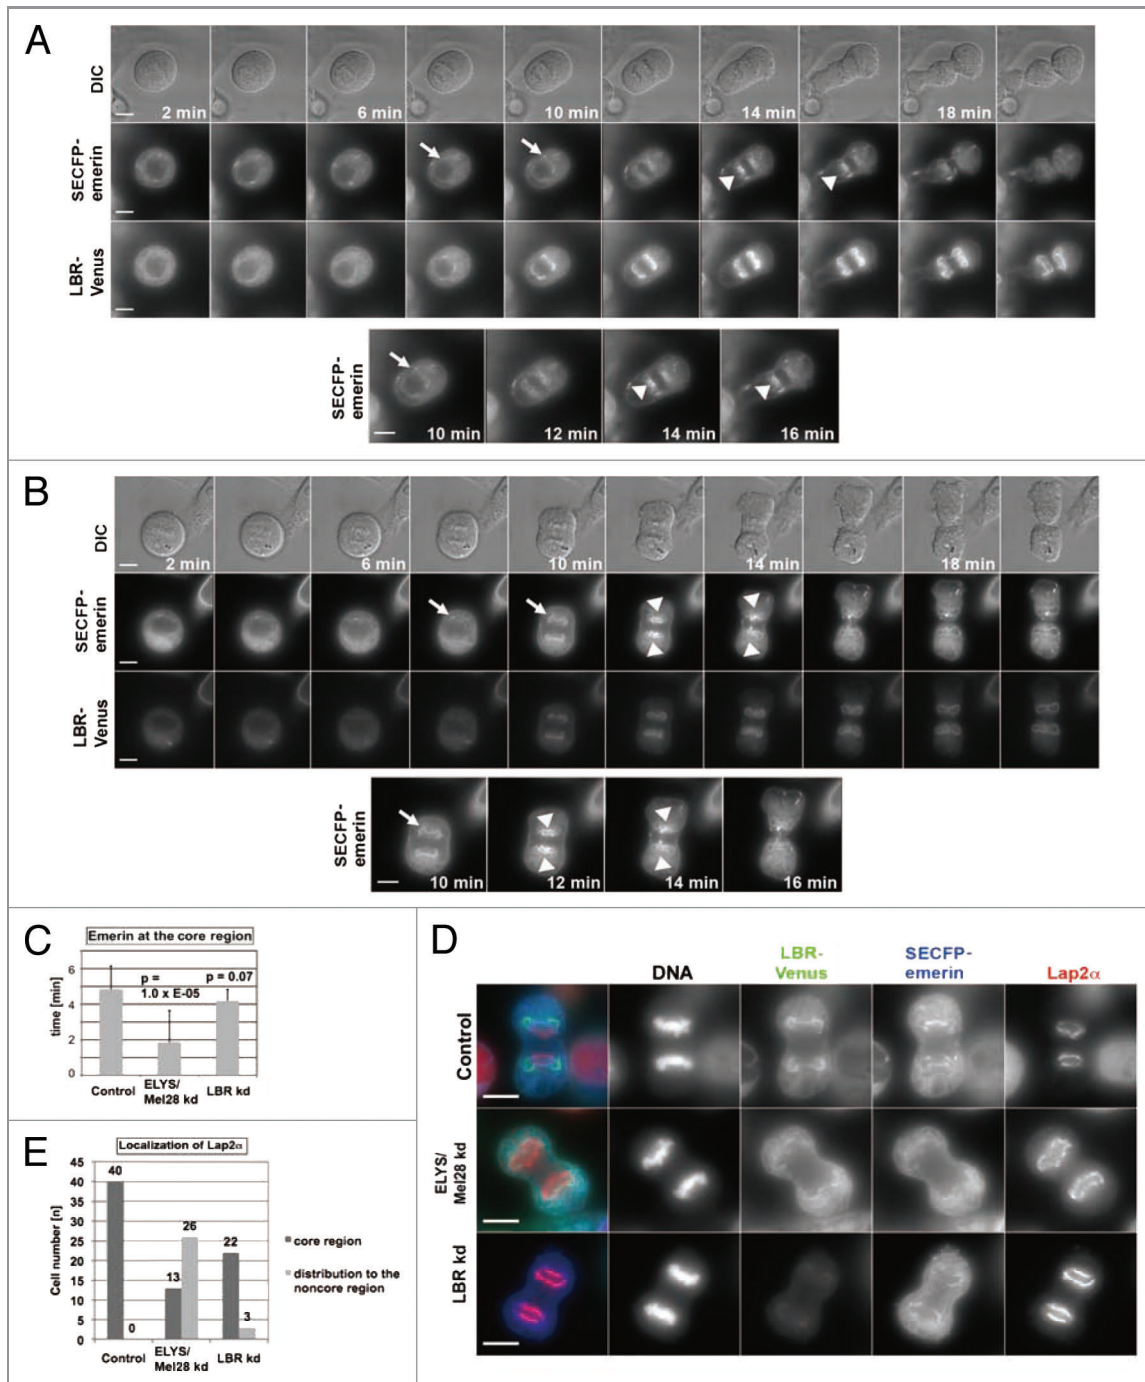 A
DIC
2 min
6 min
10 min
14 min
18 min
SECFP-
emerin
LBR-
Venus
SECFP-
emerin
10 min
12 min
14 min
16 min
B
DIC
2 min
6 min
10 min
14 min
18 min
SECFP-
emerin
LBR-
Venus
SECFP-
emerin
10 min
12 min
14 min
16 min
C
Emerin at the core region
time [min]
6
4
2
0
p =
1.0 x E-05
p = 0.07
Control
ELYS/
Mel28 kd
LBR kd
D
DNA
LBR-
Venus
SECFP-
emerin
Lap2α
Control
ELYS/
Mel28 kd
LBR kd
E
Localization of Lap2α
Cell number [n]
45
40
35
30
25
20
15
10
5
0
40
0
13
26
22
3
Control
ELYS/
Mel28 kd
LBR kd
core region
distribution to the
noncore region